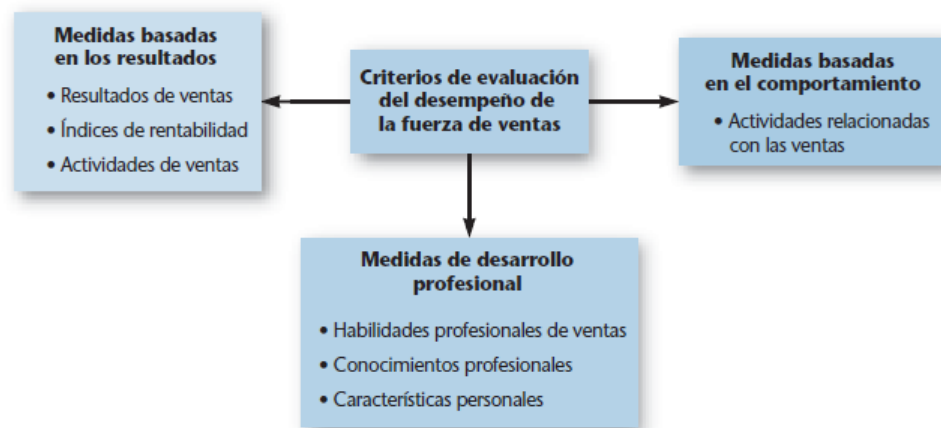 Medidas basadas
en los resultados
• Resultados de ventas
• Índices de rentabilidad
• Actividades de ventas
Criterios de evaluación
del desempeño de
la fuerza de ventas
Medidas basadas
en el comportamiento
• Actividades relacionadas
con las ventas
Medidas de desarrollo
profesional
• Habilidades profesionales de ventas
• Conocimientos profesionales
• Características personales